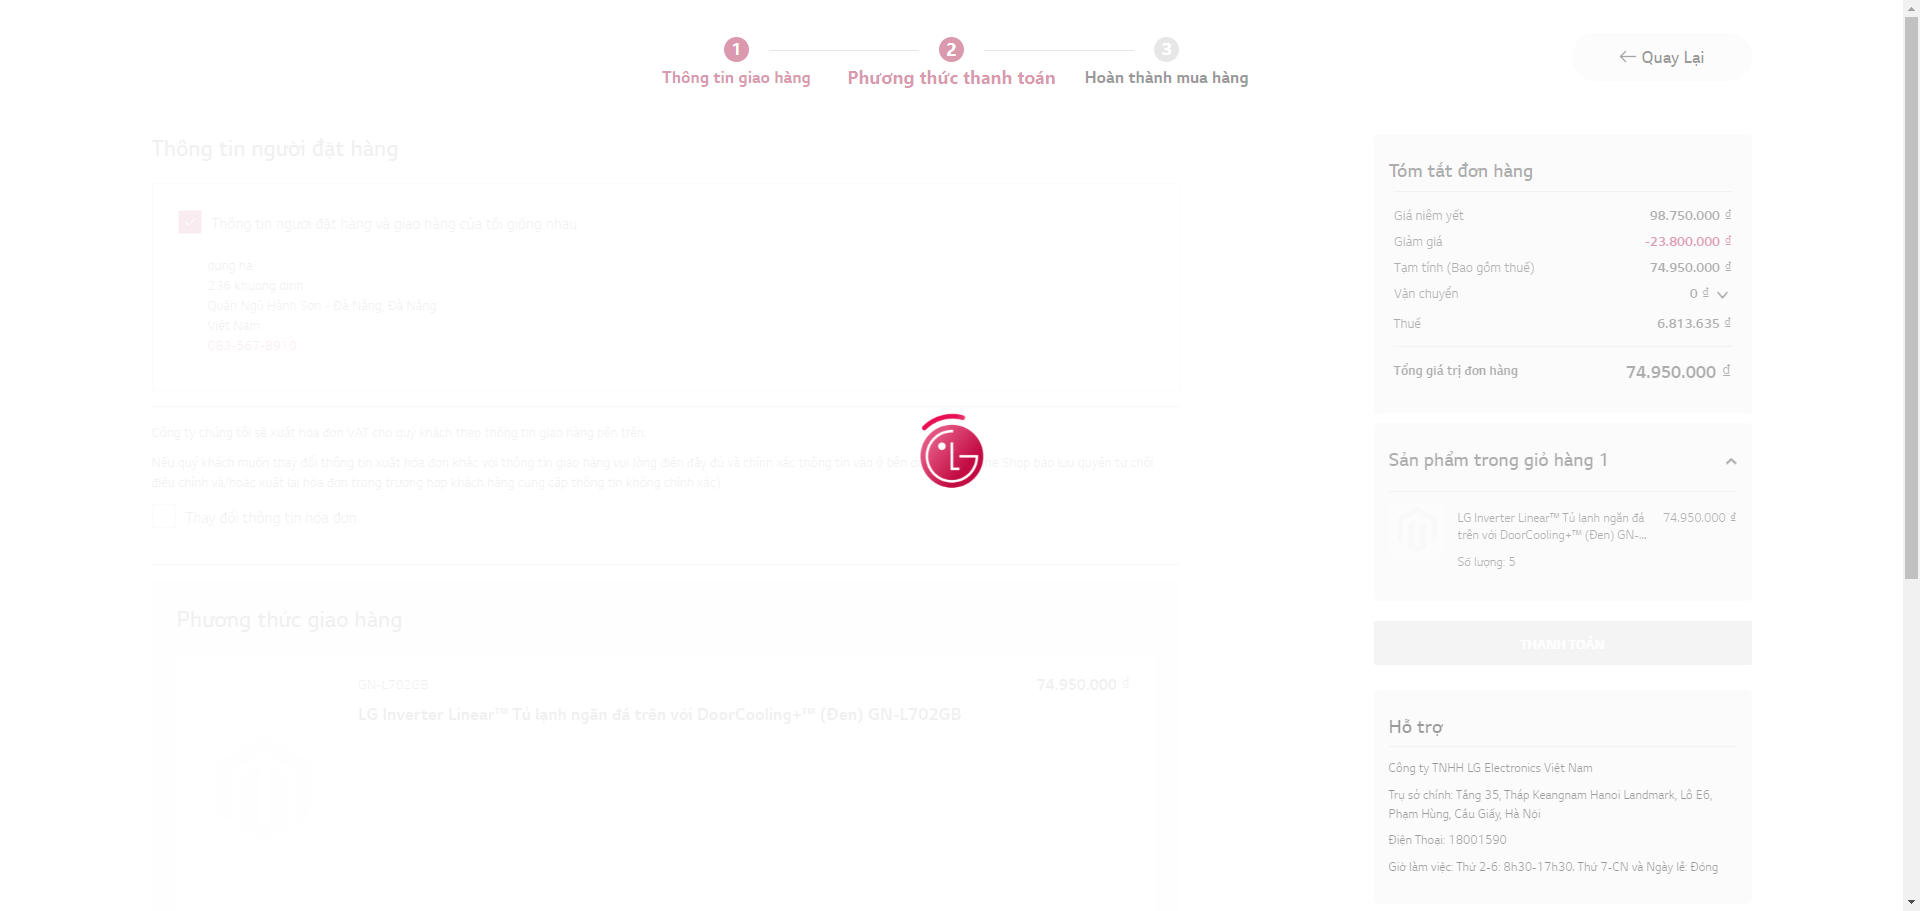 1
2
3
Thông tin giao hàng
Phương thức thanh toán
Hoàn thành mua hàng
Quay Lại
Thông tin người đặt hàng
Thông tin người đặt hàng và giao hàng của tôi giống nhau
dung ha
236 khuong dinh
Quận Ngũ Hành Sơn - Đà Nẵng, Đà Nẵng
Việt Nam
083-567-8910
Công ty chúng tôi sẽ xuất hóa đơn VAT cho quý khách theo thông tin giao hàng bên trên.
Nếu quý khách muốn thay đổi thông tin xuất hóa đơn khác với thông tin giao hàng vui lòng điền đầy đủ và chính xác thông tin vào ô bên Shop bảo lưu quyền từ chối
điều chỉnh và/hoặc xuất lại hóa đơn trong trường hợp khách hàng cung cấp thông tin không chính xác)
Thay đổi thông tin hóa đơn
Phương thức giao hàng
GN-L702GB
74.950.000 ₫
LG Inverter Linear™ Tủ lạnh ngăn đá trên với DoorCooling+™ (Đen) GN-L702GB
LG
Tóm tắt đơn hàng
Giá niêm yết 98.750.000 ₫
Giảm giá -23.800.000 ₫
Tạm tính (Bao gồm thuế) 74.950.000 ₫
Vận chuyển 0 ₫
Thuế 6.813.635 ₫
Tổng giá trị đơn hàng 74.950.000 ₫
Sản phẩm trong giỏ hàng 1
LG Inverter Linear™ Tủ lạnh ngăn đá 74.950.000 ₫
trên với DoorCooling+™ (Đen) GN-...
Số lượng: 5
THANH TOÁN
Hỗ trợ
Công ty TNHH LG Electronics Việt Nam
Trụ sở chính: Tầng 35, Tháp Keangnam Hanoi Landmark, Lô E6,
Phạm Hùng, Cầu Giấy, Hà Nội
Điện Thoại: 18001590
Giờ làm việc: Thứ 2-6: 8h30-17h30. Thứ 7-CN và Ngày lễ: Đóng